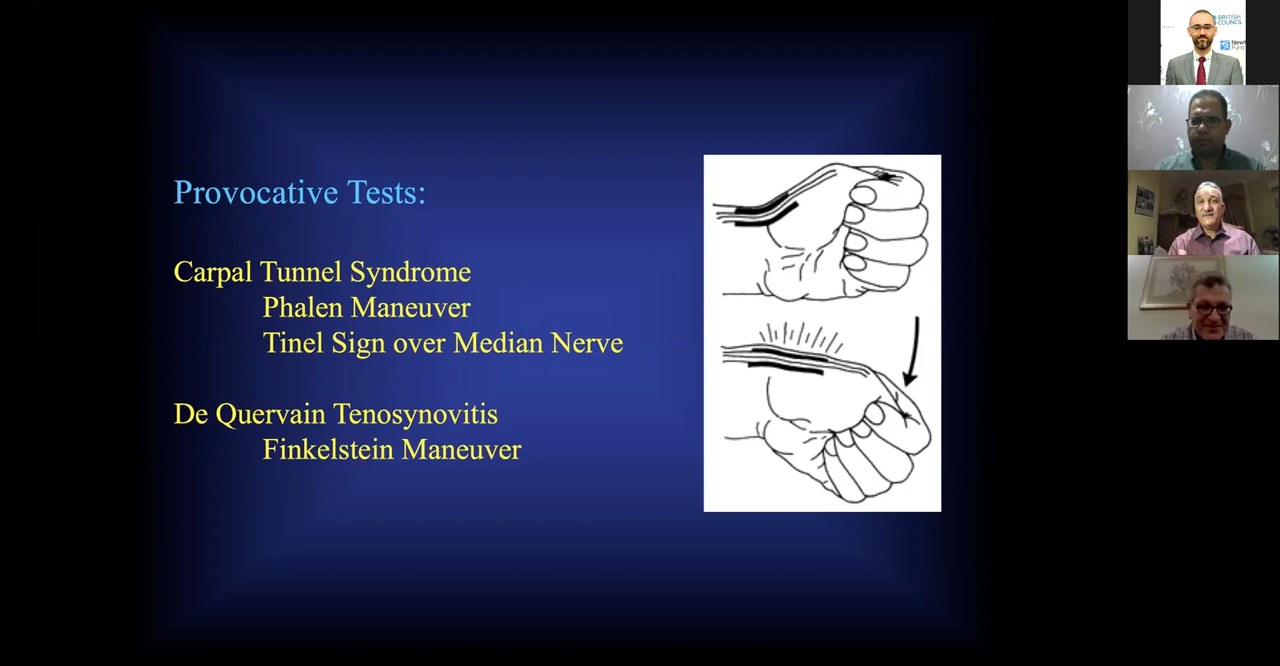 Provocative Tests:
Carpal Tunnel Syndrome
Phalen Maneuver
Tinel Sign over Median Nerve
De Quervain Tenosynovitis
Finkelstein Maneuver
BRITISH
COUNCIL
Fund